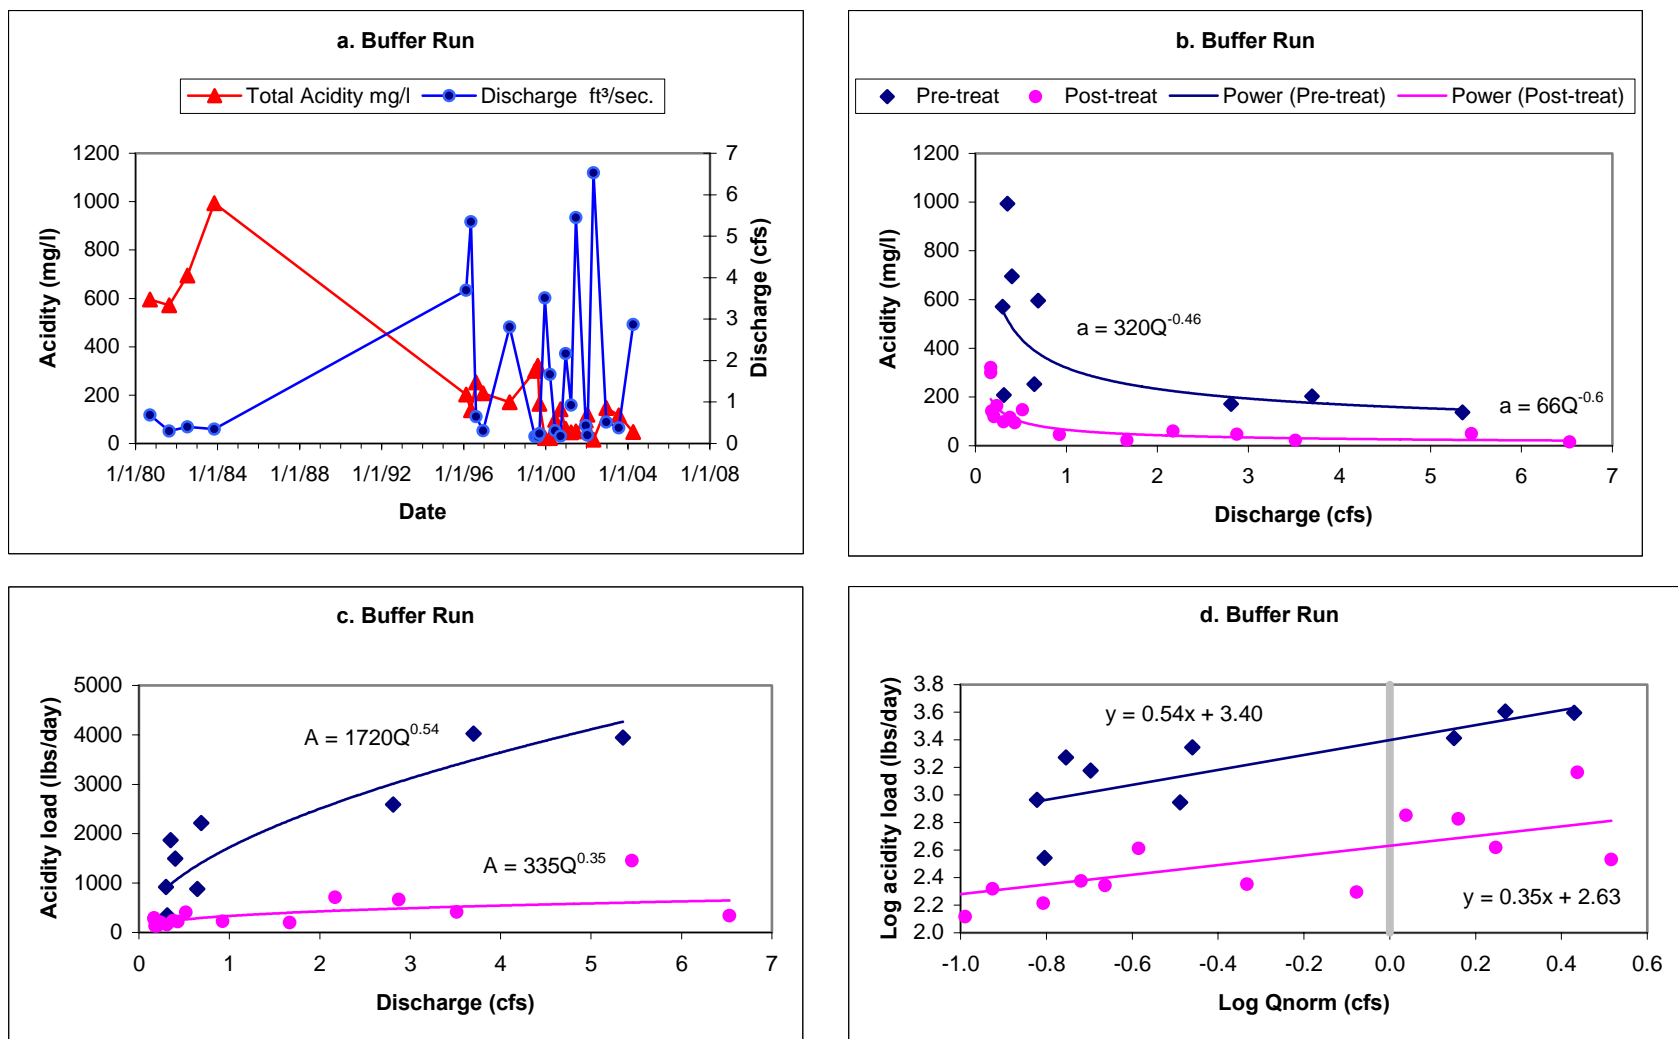 a. Buffer Run
Total Acidity mg/l
Discharge ft³/sec.
Acidity (mg/l)
1200
1000
800
600
400
200
0
7
6
5
4
3
2
1
0
Discharge (cfs)
1/1/80 1/1/84 1/1/88 1/1/92 1/1/96 1/1/00 1/1/04 1/1/08
Date
b. Buffer Run
Pre-treat
Post-treat
Power (Pre-treat)
Power (Post-treat)
Acidity (mg/l)
1200
1000
800
600
400
200
0
a = 320Q^-0.46
a = 66Q^-0.6
0 1 2 3 4 5 6 7
Discharge (cfs)
c. Buffer Run
Acidity load (lbs/day)
5000
4000
3000
2000
1000
0
A = 1720Q^0.54
A = 335Q^0.35
0 1 2 3 4 5 6 7
Discharge (cfs)
d. Buffer Run
Log acidity load (lbs/day)
3.8
3.6
3.4
3.2
3.0
2.8
2.6
2.4
2.2
2.0
y = 0.54x + 3.40
y = 0.35x + 2.63
-1.0 -0.8 -0.6 -0.4 -0.2 0.0 0.2 0.4 0.6
Log Qnorm (cfs)